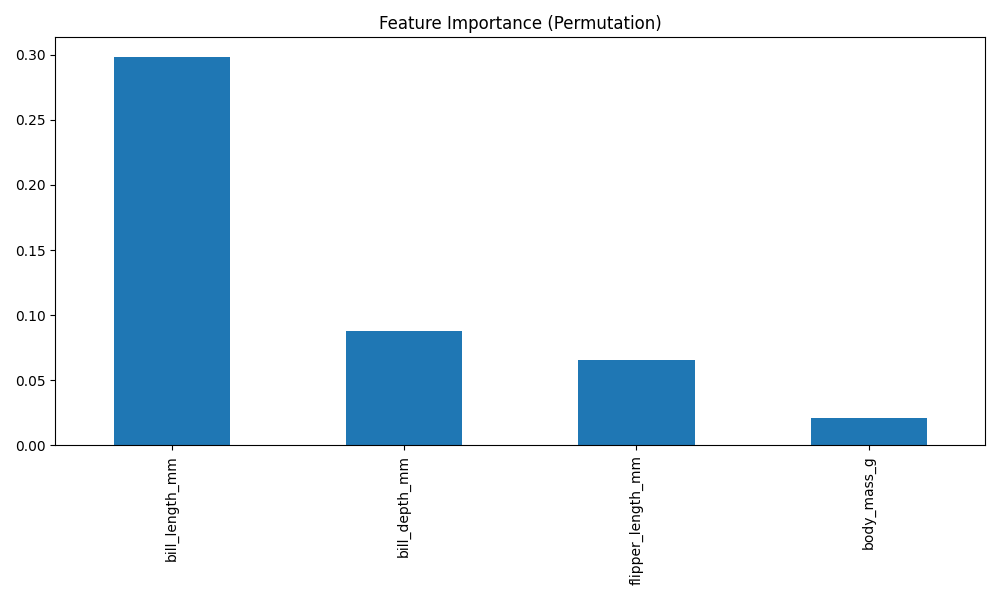 Feature Importance (Permutation)
0.30
0.25
0.20
0.15
0.10
0.05
0.00
bill_length_mm
bill_depth_mm
flipper_length_mm
body_mass_g